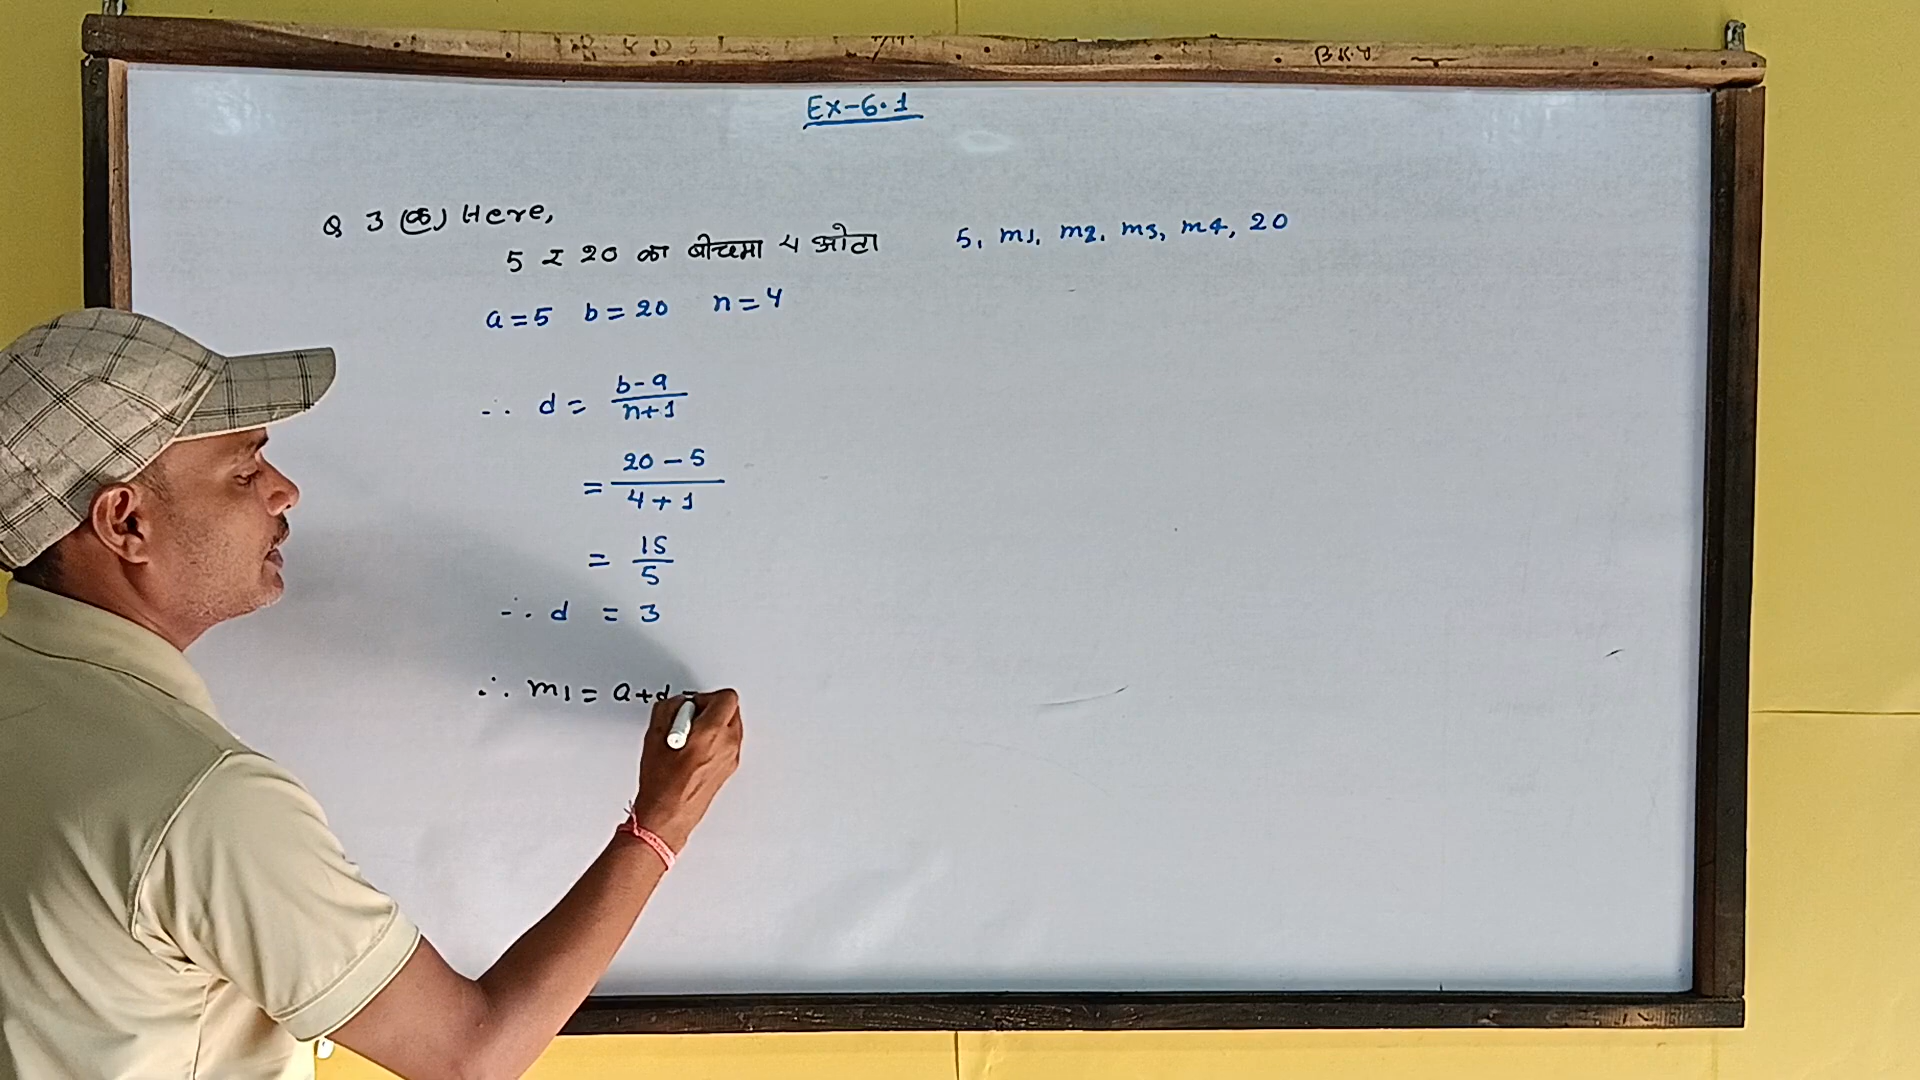 B.K.Y
Ex-6.1
Q 3 (क) Here,
5 र 20 का बीचमा ५ ओटा 5, m1, m2, m3, m4, 20
a=5 b=20 n=4
∴ d= b-a / n+1
= 20-5 / 4+1
= 15 / 5
∴ d = 3
∴ m1 = a+d =